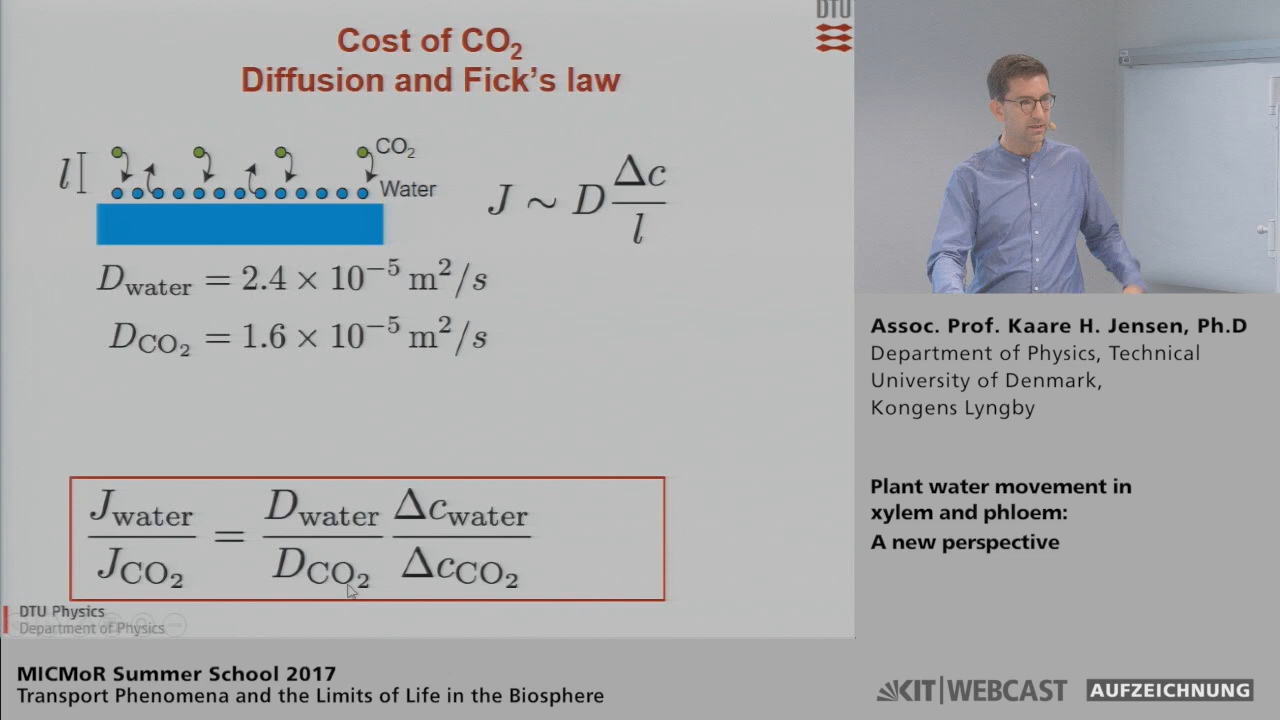 DTU
Cost of CO₂
Diffusion and Fick's law
l
CO₂
Water
J ∼ D Δc/l
D_water = 2.4 × 10⁻⁵ m²/s
D_CO₂ = 1.6 × 10⁻⁵ m²/s
J_water/J_CO₂ = D_water/D_CO₂ Δc_water/Δc_CO₂
DTU Physics
Department of Physics
Assoc. Prof. Kaare H. Jensen, Ph.D
Department of Physics, Technical
University of Denmark,
Kongens Lyngby
Plant water movement in
xylem and phloem:
A new perspective
MICMoR Summer School 2017
Transport Phenomena and the Limits of Life in the Biosphere
KIT|WEBCAST
AUFZEICHNUNG